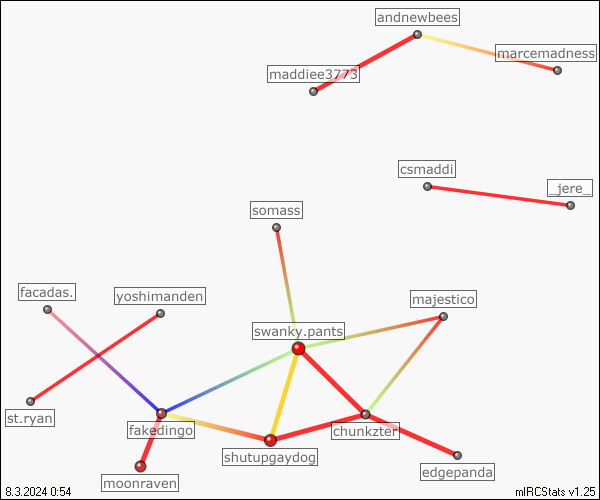 andnewbees
marcemadness
maddiee3773
csmaddi
_jere_
somass
facadas.
yoshimanden
majestico
swanky.pants
st.ryan
fakedingo
chunkzter
shutupgaydog
edgepanda
moonraven
8.3.2024 0:54
mIRCStats v1.25